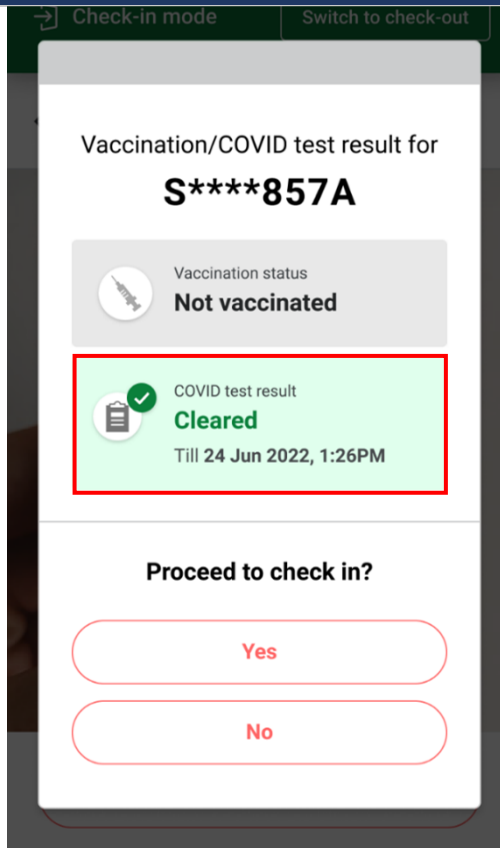 Check-in mode
Switch to check-out
Vaccination/COVID test result for
S****857A
Vaccination status
Not vaccinated
COVID test result
Cleared
Till 24 Jun 2022, 1:26PM
Proceed to check in?
Yes
No